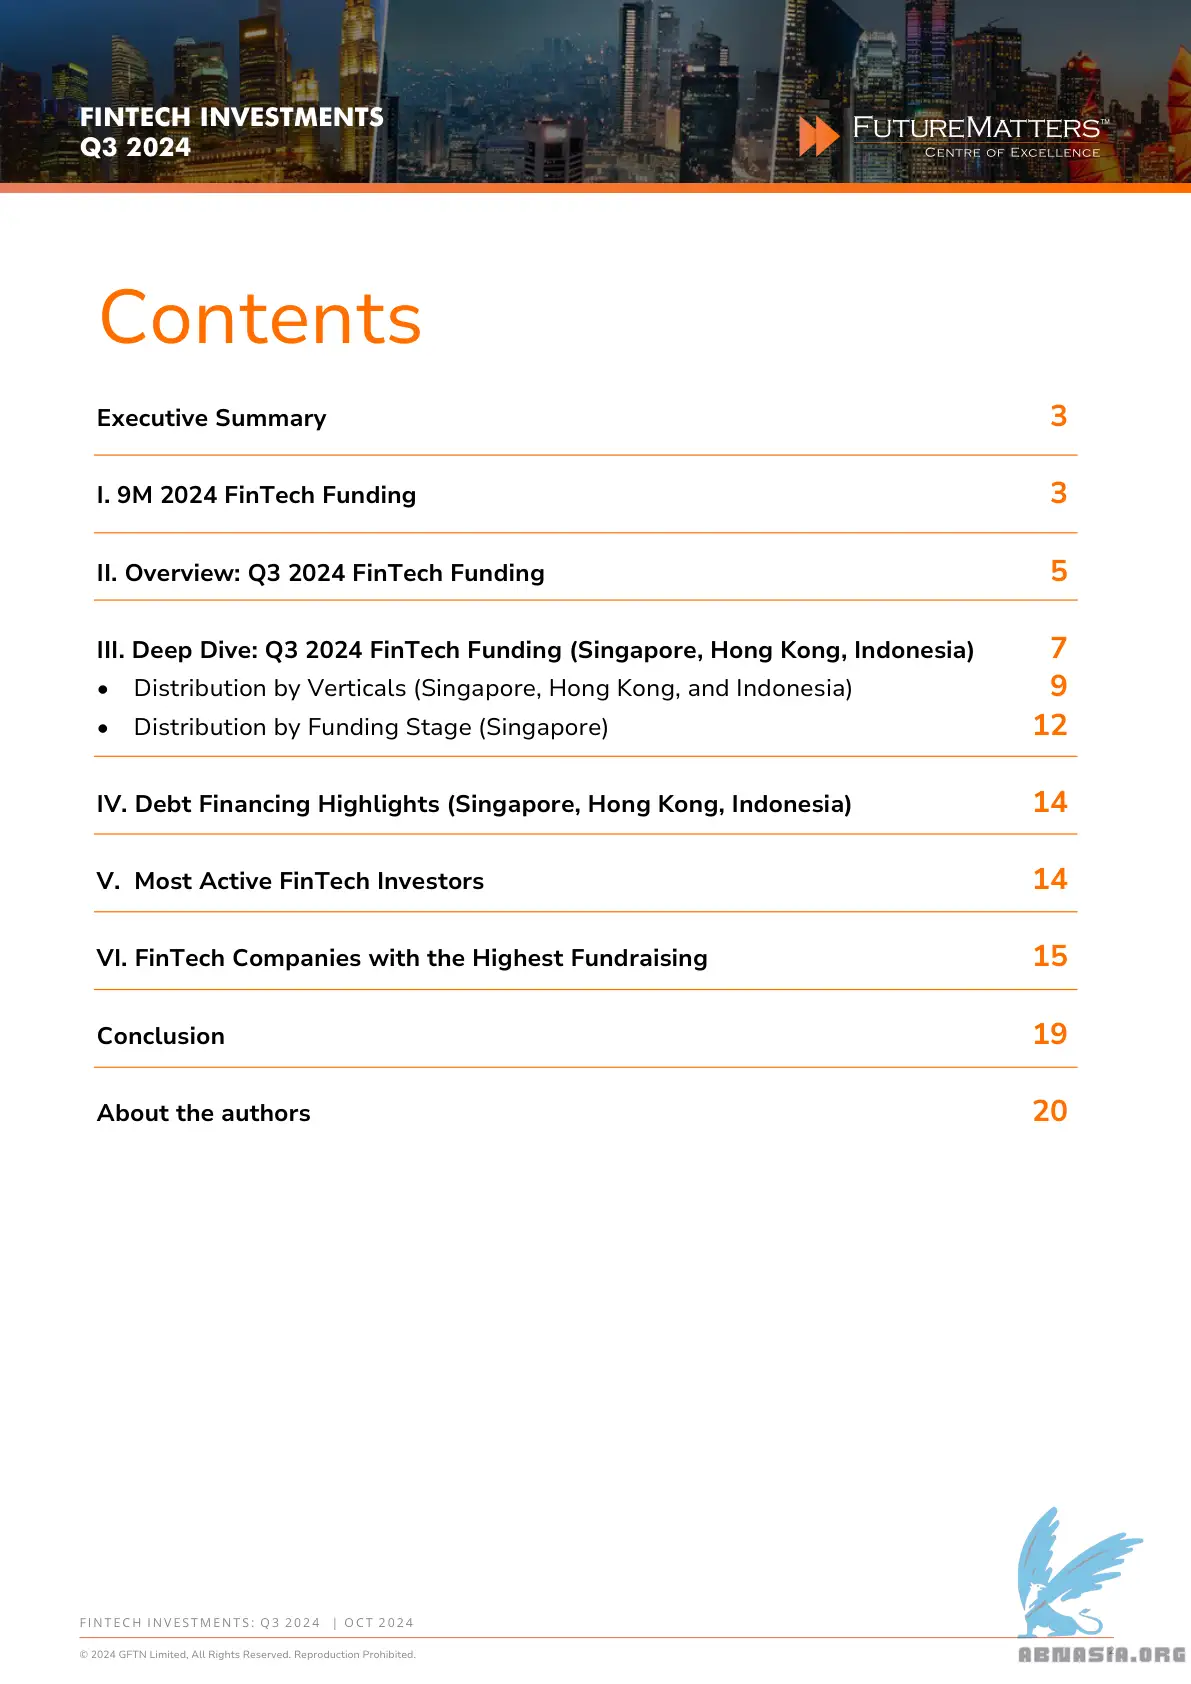 FINTECH INVESTMENTS
Q3 2024
FUTUREMATTERS™
CENTRE OF EXCELLENCE
Contents
Executive Summary 3
I. 9M 2024 FinTech Funding 3
II. Overview: Q3 2024 FinTech Funding 5
III. Deep Dive: Q3 2024 FinTech Funding (Singapore, Hong Kong, Indonesia) 7
• Distribution by Verticals (Singapore, Hong Kong, and Indonesia) 9
• Distribution by Funding Stage (Singapore) 12
IV. Debt Financing Highlights (Singapore, Hong Kong, Indonesia) 14
V. Most Active FinTech Investors 14
VI. FinTech Companies with the Highest Fundraising 15
Conclusion 19
About the authors 20
FINTECH INVESTMENTS: Q3 2024 | OCT 2024
© 2024 GFTN Limited, All Rights Reserved. Reproduction Prohibited.
ABNASIA.ORG